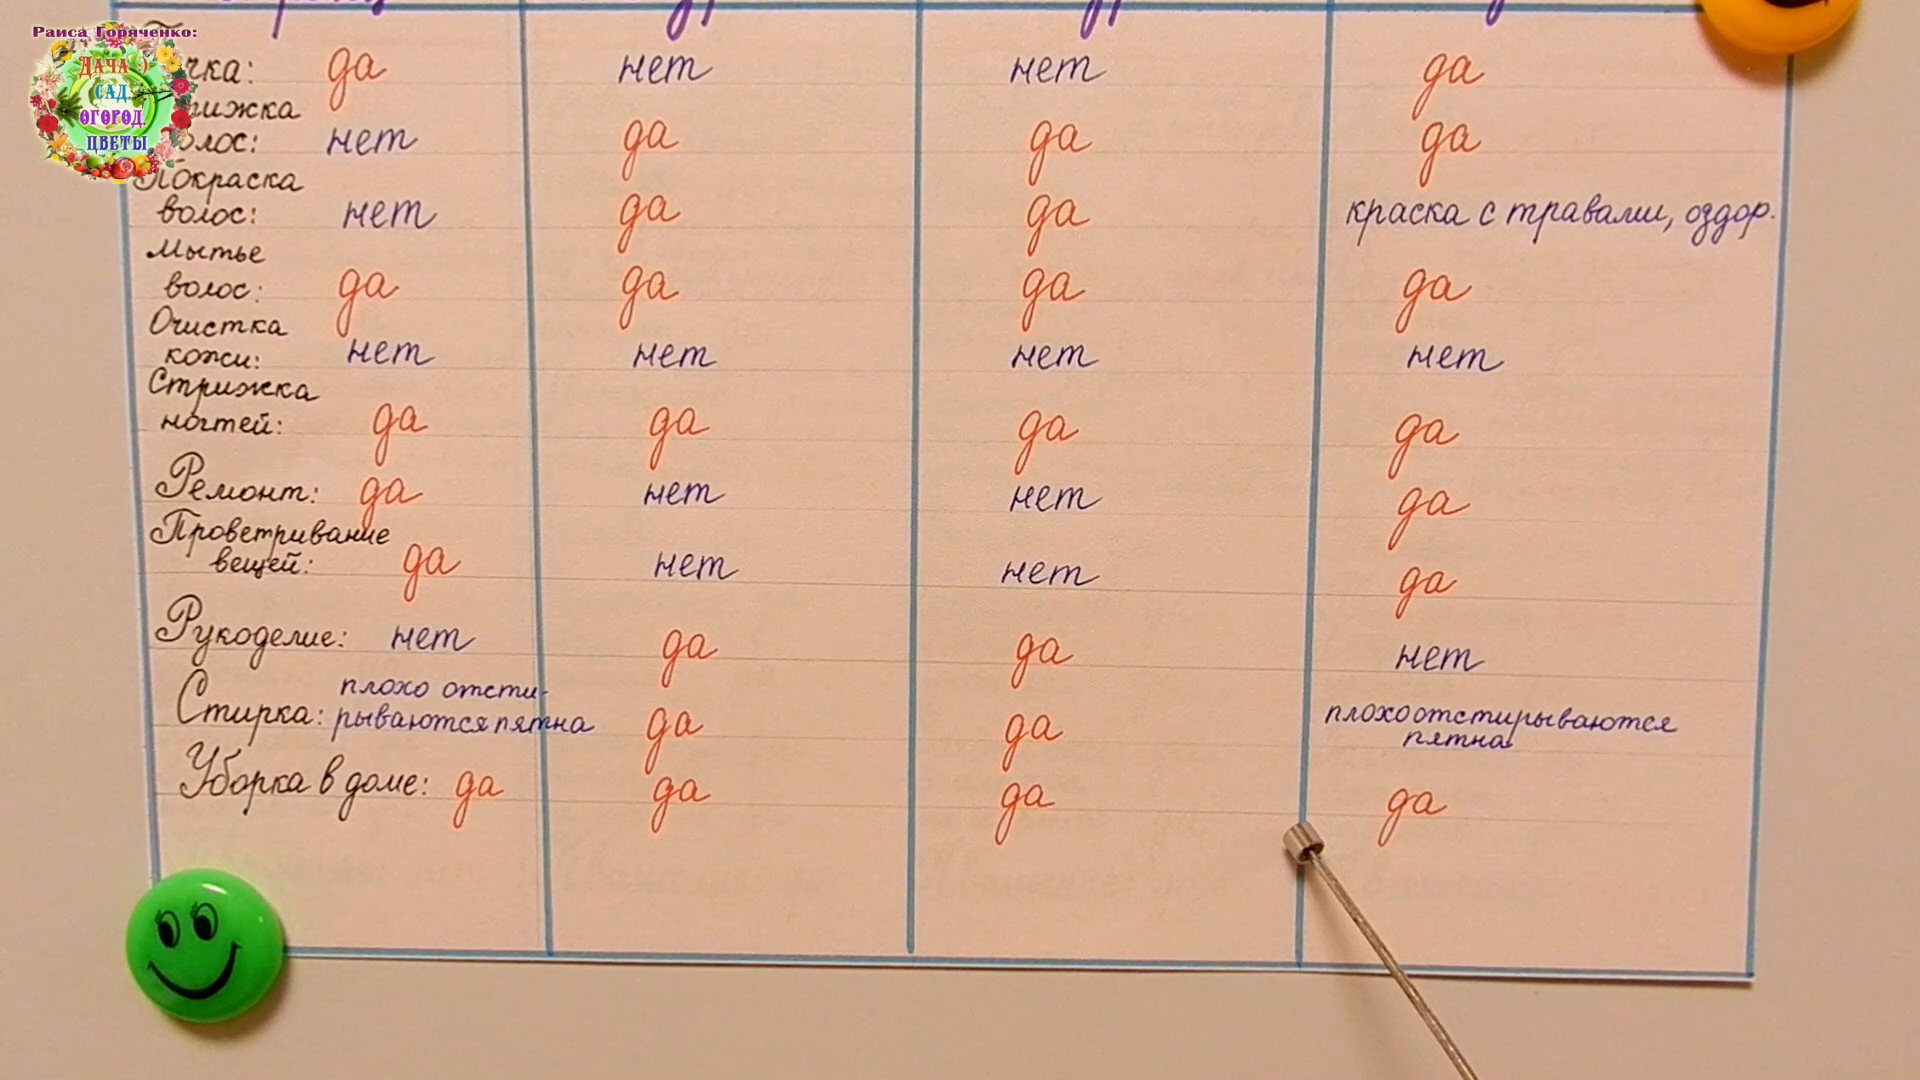 Раиса Горяченко:
ДАЧА :)
САД,
ОГОРОД,
ЦВЕТЫ
да нет нет да
волос: нет да да да
Покраска
волос: нет да да краска с травами, оздор.
Мытье
волос: да да да да
Очистка
кожи: нет нет нет нет
Стрижка
ногтей: да да да да
Ремонт: да нет нет да
Проветривание
вещей: да нет нет да
Рукоделие: нет да да нет
Стирка: плохо отсти-
рываются пятна да да плохо отстирываются
пятна
Уборка в доме: да да да да